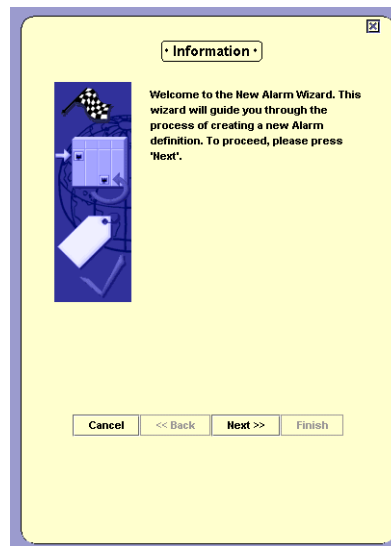 • Information •
Welcome to the New Alarm Wizard. This
wizard will guide you through the
process of creating a new Alarm
definition. To proceed, please press
'Next'.
Cancel << Back Next >> Finish